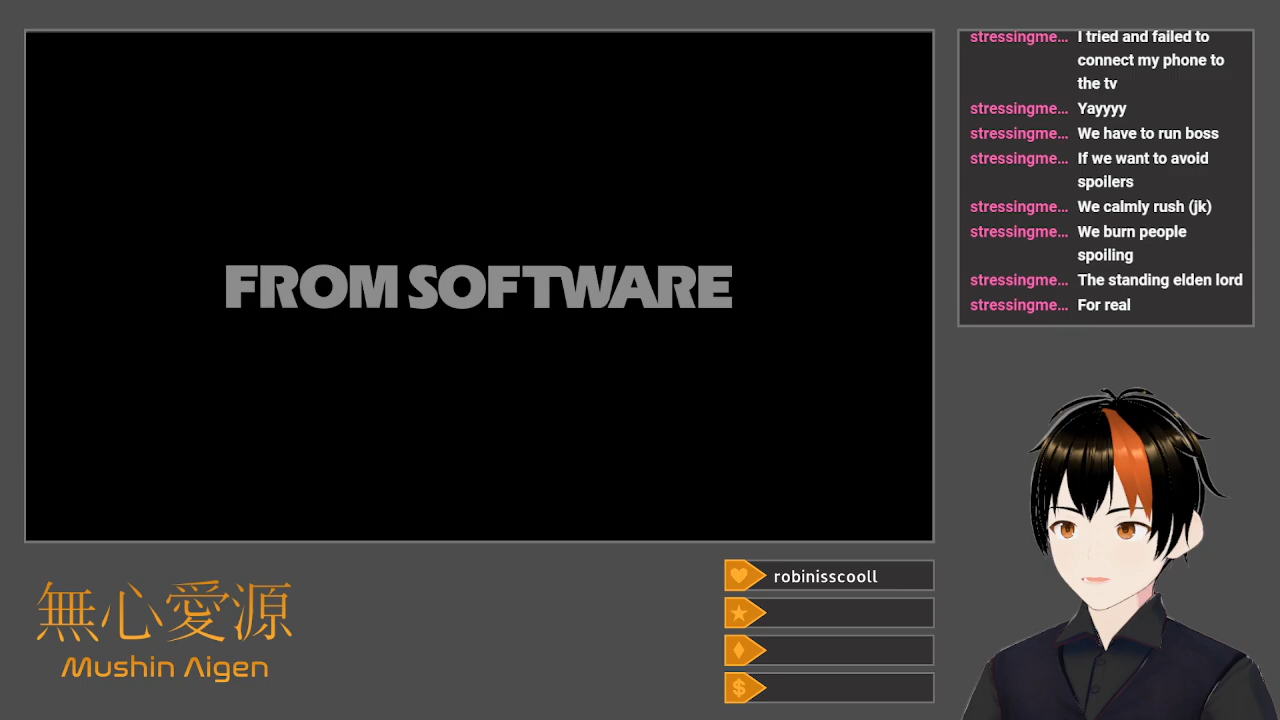 FROM SOFTWARE
stressingme... I tried and failed to
connect my phone to
the tv
stressingme... Yayyyy
stressingme... We have to run boss
stressingme... If we want to avoid
spoilers
stressingme... We calmly rush (jk)
stressingme... We burn people
spoiling
stressingme... The standing elden lord
stressingme... For real
無心愛源
Mushin Aigen
robinisscooll
$